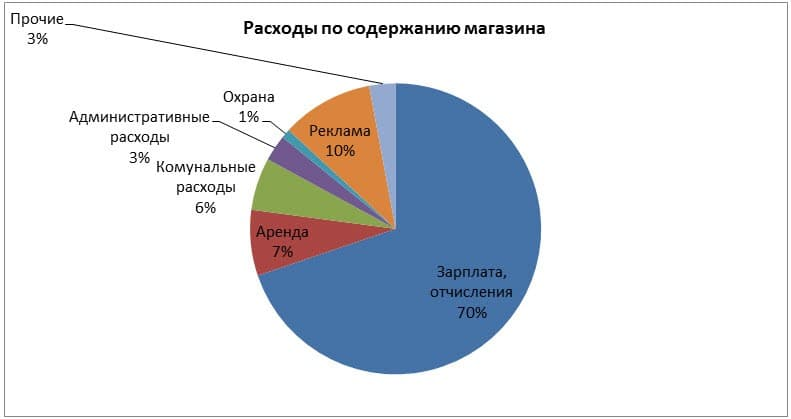 Расходы по содержанию магазина
Прочие
3%
Охрана
1%
Реклама
10%
Административные
расходы
3%
Комунальные
расходы
6%
Аренда
7%
Зарплата,
отчисления
70%